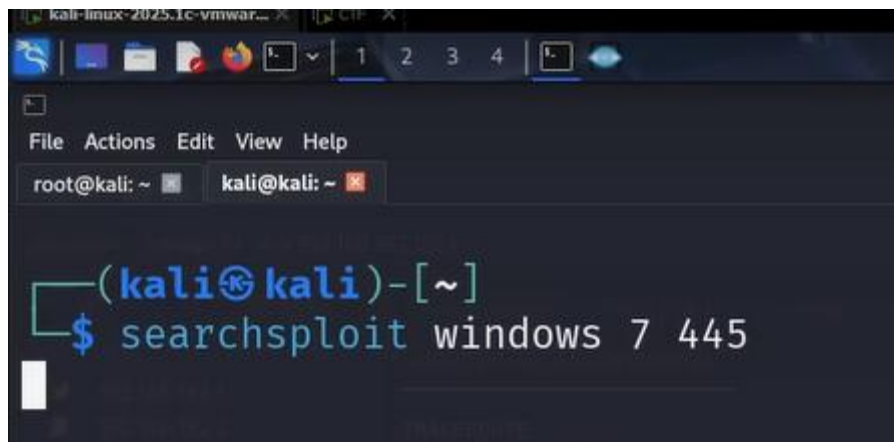 kali-linux-2025.1c-vmwar... CTF
1 2 3 4
File Actions Edit View Help
root@kali: ~ kali@kali: ~
(kali㉿kali)-[~]
$ searchsploit windows 7 445